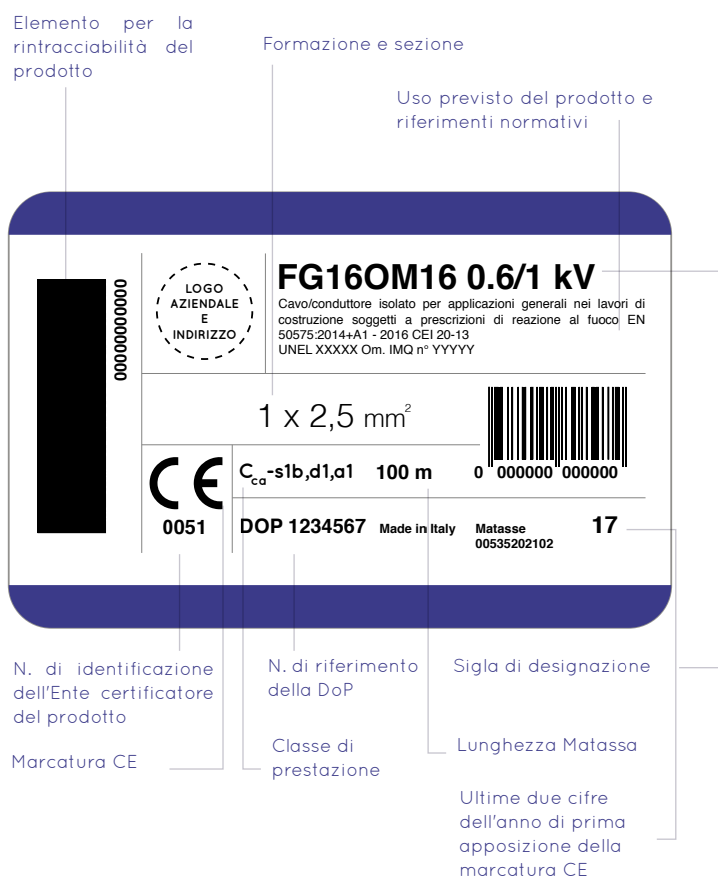 Elemento per la
rintracciabilità del
prodotto
Formazione e sezione
Uso previsto del prodotto e
riferimenti normativi
00000000000
LOGO
AZIENDALE
E
INDIRIZZO
FG16OM16 0.6/1 kV
Cavo/conduttore isolato per applicazioni generali nei lavori di
costruzione soggetti a prescrizioni di reazione al fuoco EN
50575:2014+A1 - 2016 CEI 20-13
UNEL XXXXX Om. IMQ n° YYYYY
1 x 2,5 mm²
CE
0051
Cca-s1b,d1,a1 100 m
0 000000 000000
DOP 1234567 Made in Italy Matasse
00535202102
17
N. di identificazione
dell'Ente certificatore
del prodotto
N. di riferimento
della DoP
Sigla di designazione
Marcatura CE
Classe di
prestazione
Lunghezza Matassa
Ultime due cifre
dell'anno di prima
apposizione della
marcatura CE